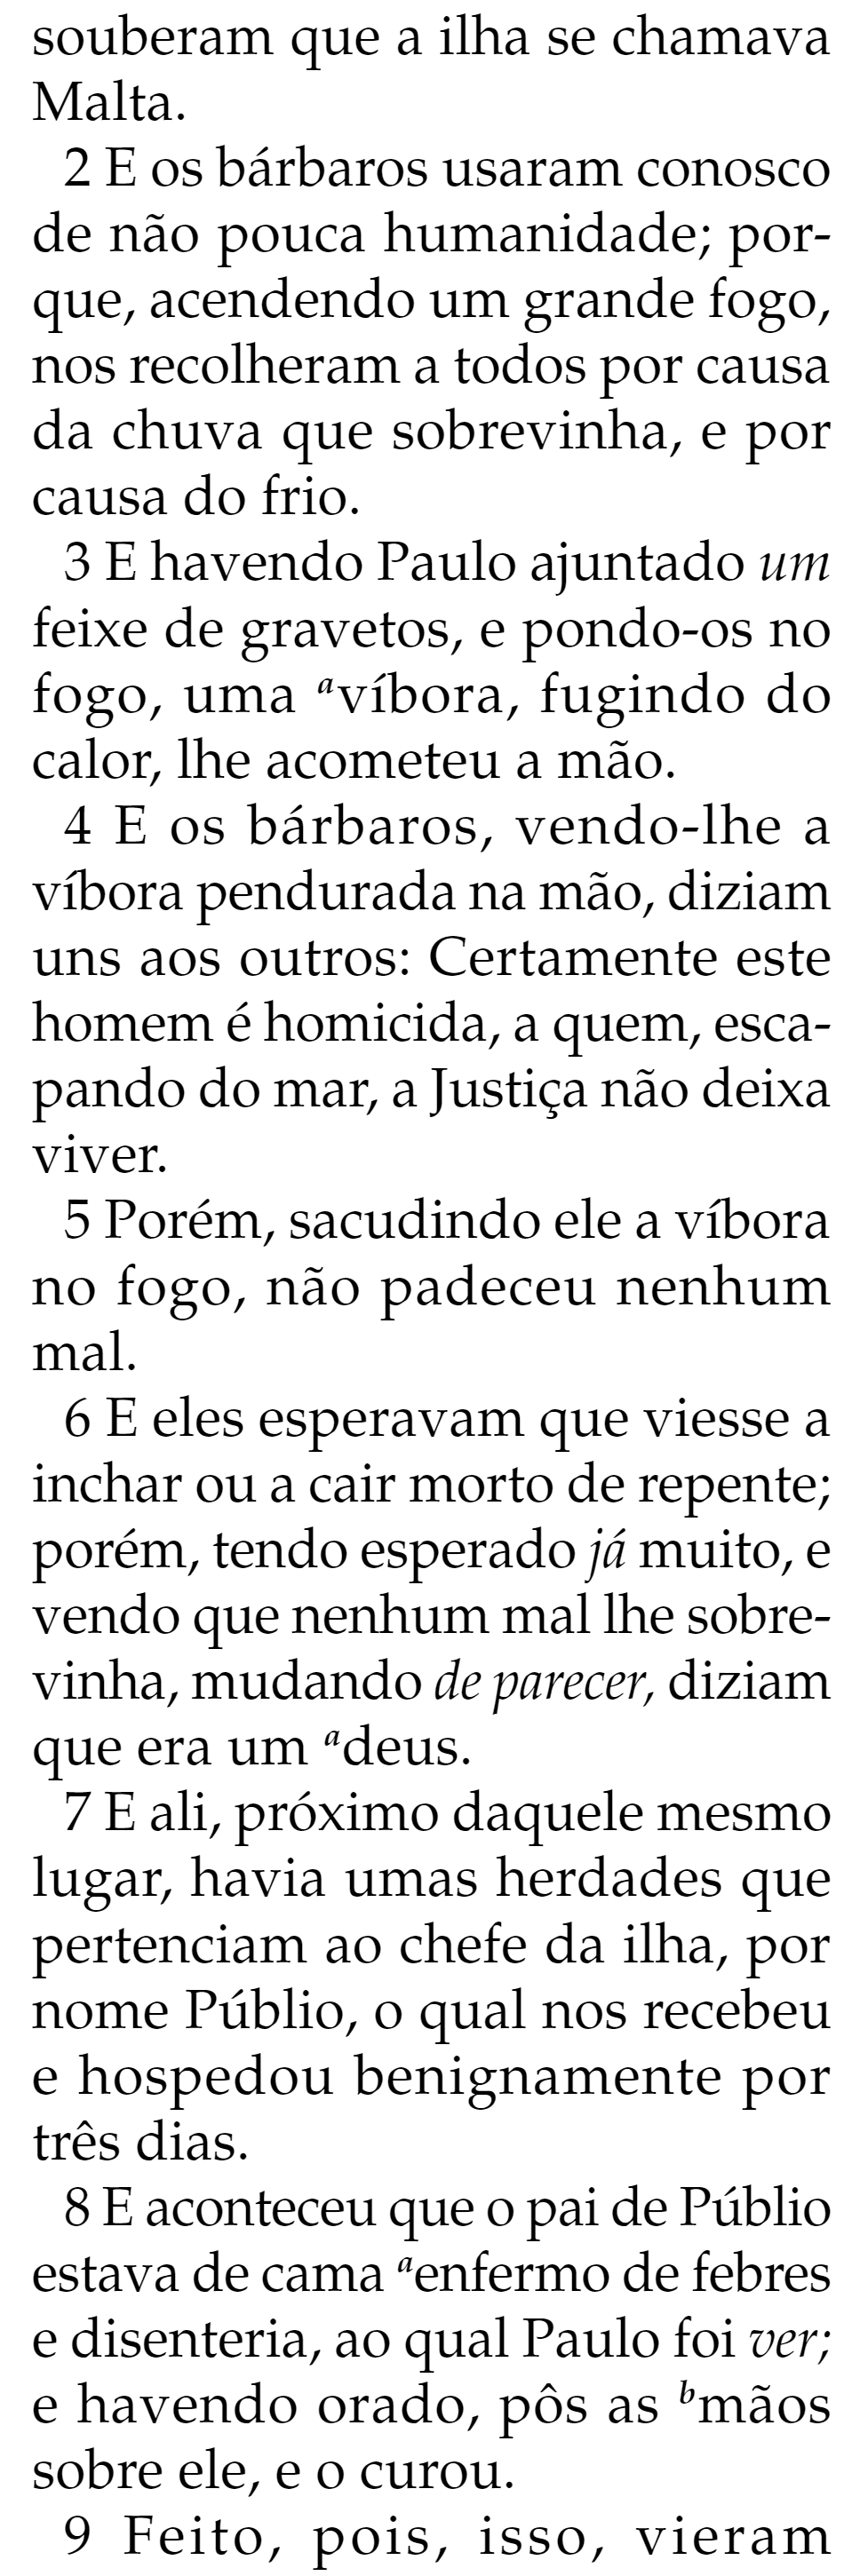 souberam que a ilha se chamava
Malta.
2 E os bárbaros usaram conosco
de não pouca humanidade; por-
que, acendendo um grande fogo,
nos recolheram a todos por causa
da chuva que sobrevinha, e por
causa do frio.
3 E havendo Paulo ajuntado um
feixe de gravetos, e pondo-os no
fogo, uma ᵃvíbora, fugindo do
calor, lhe acometeu a mão.
4 E os bárbaros, vendo-lhe a
víbora pendurada na mão, diziam
uns aos outros: Certamente este
homem é homicida, a quem, esca-
pando do mar, a Justiça não deixa
viver.
5 Porém, sacudindo ele a víbora
no fogo, não padeceu nenhum
mal.
6 E eles esperavam que viesse a
inchar ou a cair morto de repente;
porém, tendo esperado já muito, e
vendo que nenhum mal lhe sobre-
vinha, mudando de parecer, diziam
que era um ᵃdeus.
7 E ali, próximo daquele mesmo
lugar, havia umas herdades que
pertenciam ao chefe da ilha, por
nome Públio, o qual nos recebeu
e hospedou benignamente por
três dias.
8 E aconteceu que o pai de Públio
estava de cama ᵃenfermo de febres
e disenteria, ao qual Paulo foi ver;
e havendo orado, pôs as ᵇmãos
sobre ele, e o curou.
9 Feito, pois, isso, vieram